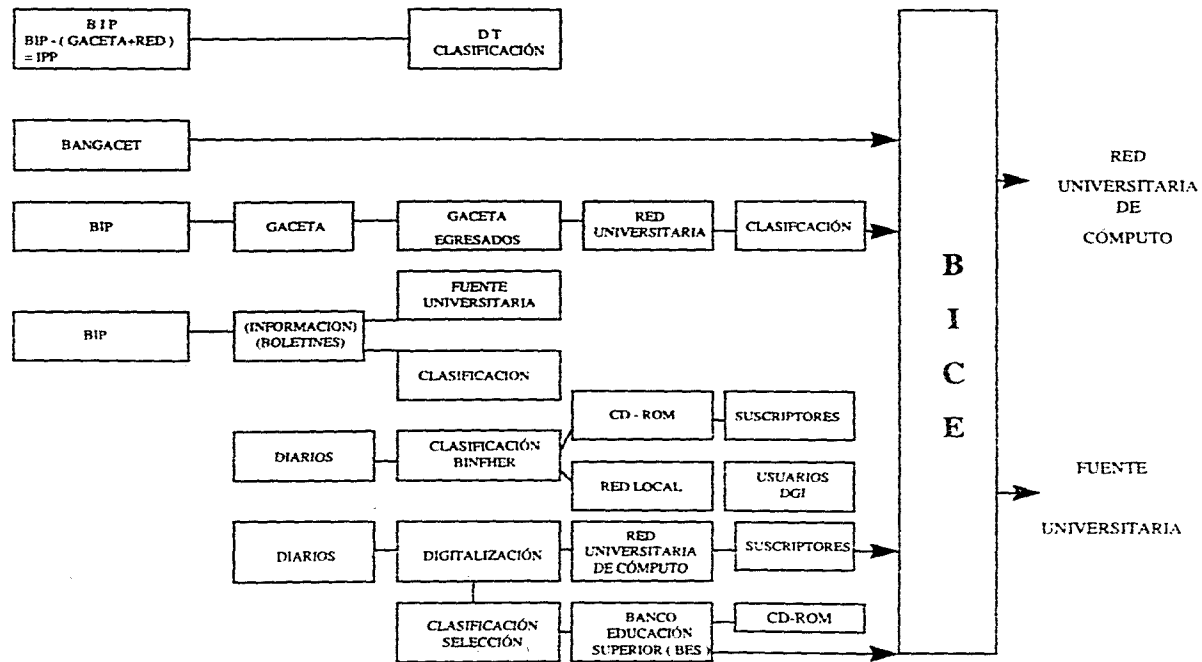 B I P
BIP - ( GACETA+RED )
= IPP
D T
CLASIFICACIÓN
BANGACET
BIP
GACETA
GACETA
EGRESADOS
RED
UNIVERSITARIA
CLASIFCACIÓN
BIP
(INFORMACION)
(BOLETINES)
FUENTE
UNIVERSITARIA
CLASIFICACION
DIARIOS
CLASIFICACIÓN
BINFHER
CD - ROM
SUSCRIPTORES
RED LOCAL
USUARIOS
DGI
DIARIOS
DIGITALIZACIÓN
RED
UNIVERSITARIA
DE CÓMPUTO
SUSCRIPTORES
CLASIFICACIÓN
SELECCIÓN
BANCO
EDUCACIÓN
SUPERIOR ( BES )
CD-ROM
B
I
C
E
RED
UNIVERSITARIA
DE
CÓMPUTO
FUENTE
UNIVERSITARIA